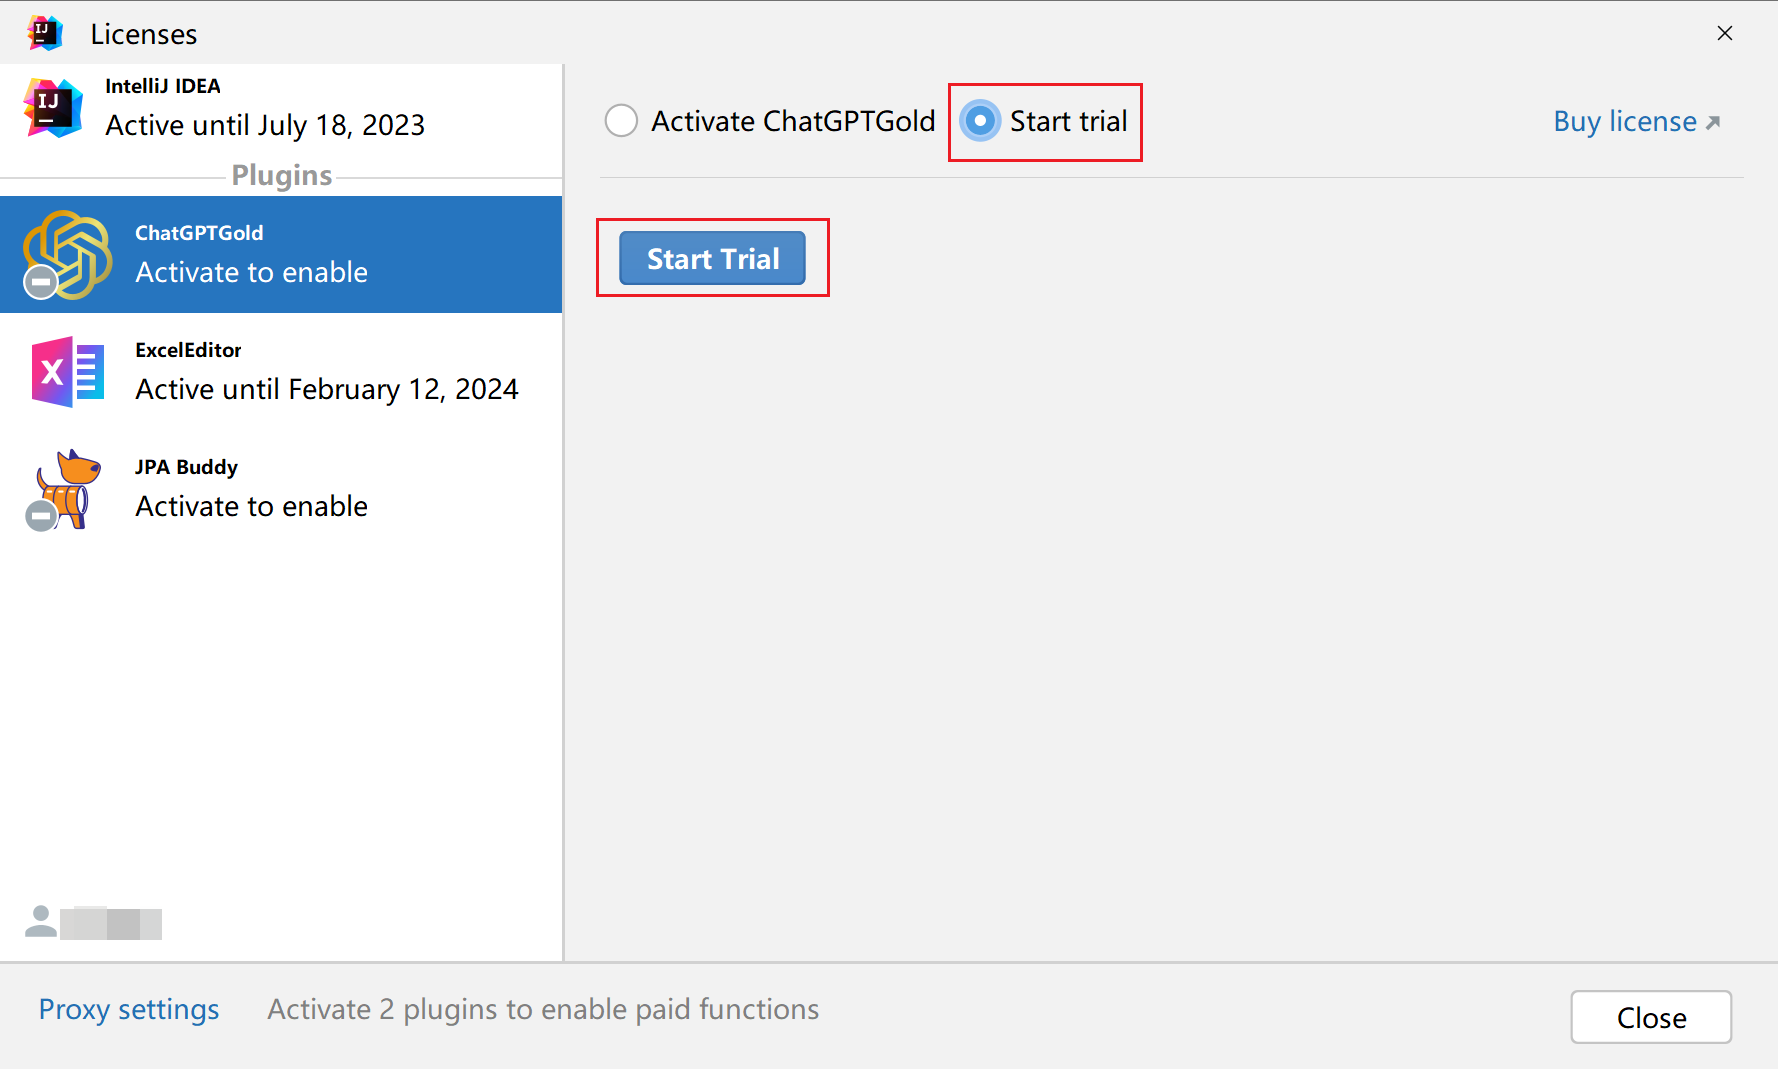 Licenses
IntelliJ IDEA
Active until July 18, 2023
Plugins
ChatGPTGold
Activate to enable
ExcelEditor
Active until February 12, 2024
JPA Buddy
Activate to enable
Activate ChatGPTGold
Start trial
Buy license
Start Trial
Proxy settings
Activate 2 plugins to enable paid functions
Close